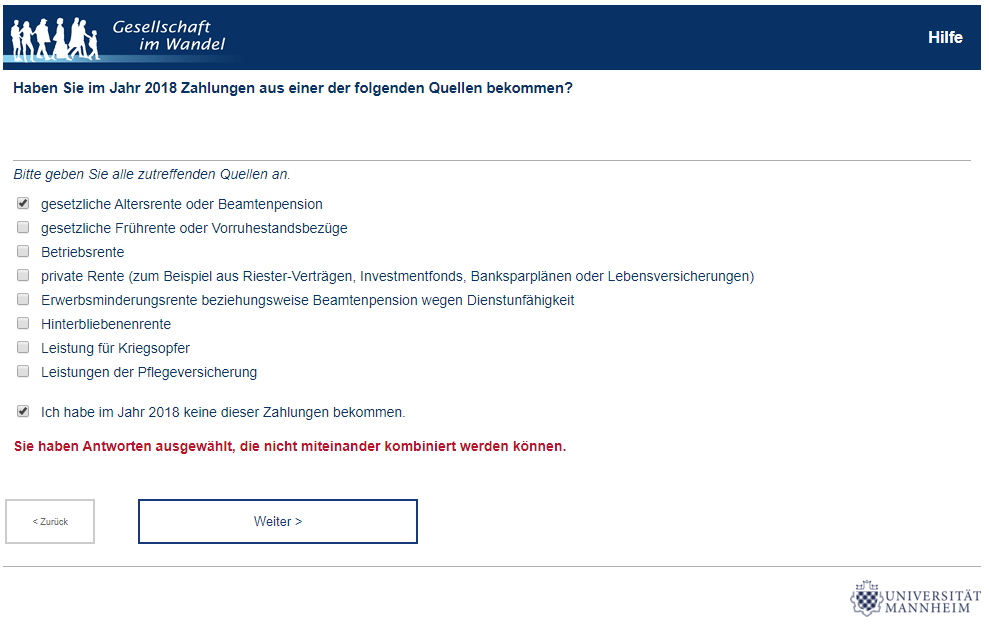 Gesellschaft
im Wandel
Hilfe
Haben Sie im Jahr 2018 Zahlungen aus einer der folgenden Quellen bekommen?
Bitte geben Sie alle zutreffenden Quellen an.
gesetzliche Altersrente oder Beamtenpension
gesetzliche Frührente oder Vorruhestandsbezüge
Betriebsrente
private Rente (zum Beispiel aus Riester-Verträgen, Investmentfonds, Banksparplänen oder Lebensversicherungen)
Erwerbsminderungsrente beziehungsweise Beamtenpension wegen Dienstunfähigkeit
Hinterbliebenenrente
Leistung für Kriegsopfer
Leistungen der Pflegeversicherung
Ich habe im Jahr 2018 keine dieser Zahlungen bekommen.
Sie haben Antworten ausgewählt, die nicht miteinander kombiniert werden können.
< Zurück
Weiter >
UNIVERSITÄT
MANNHEIM